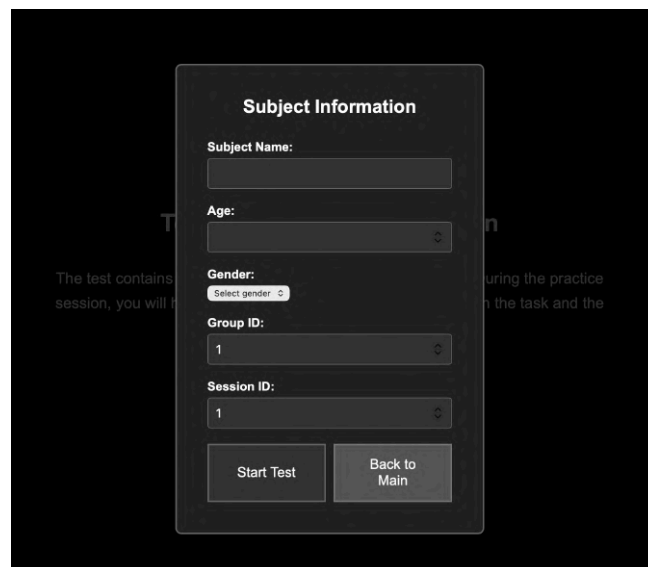 Subject Information
Subject Name:
Age:
T n
Gender:
The test contains uring the practice
Select gender
session, you will h n the task and the
Group ID:
1
Session ID:
1
Start Test
Back to
Main